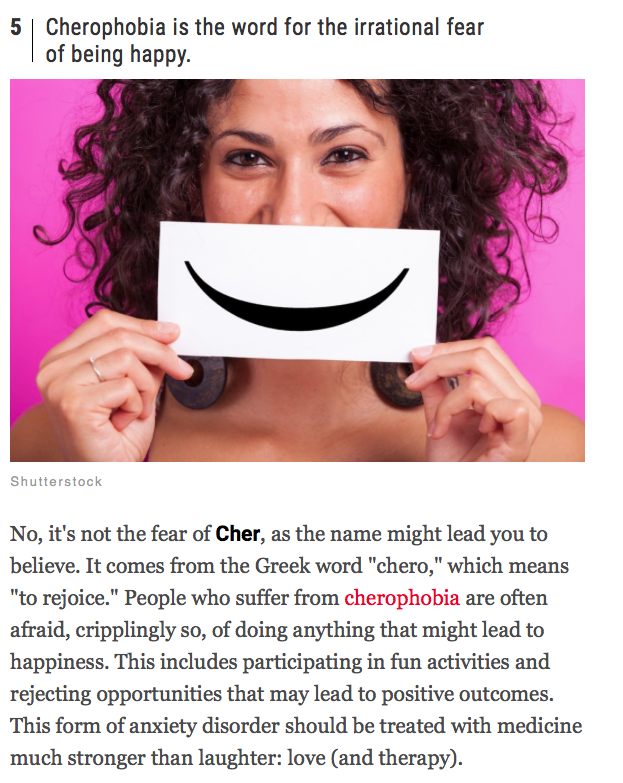 5 Cherophobia is the word for the irrational fear
of being happy.
Shutterstock
No, it's not the fear of Cher, as the name might lead you to
believe. It comes from the Greek word "chero," which means
"to rejoice." People who suffer from cherophobia are often
afraid, cripplingly so, of doing anything that might lead to
happiness. This includes participating in fun activities and
rejecting opportunities that may lead to positive outcomes.
This form of anxiety disorder should be treated with medicine
much stronger than laughter: love (and therapy).